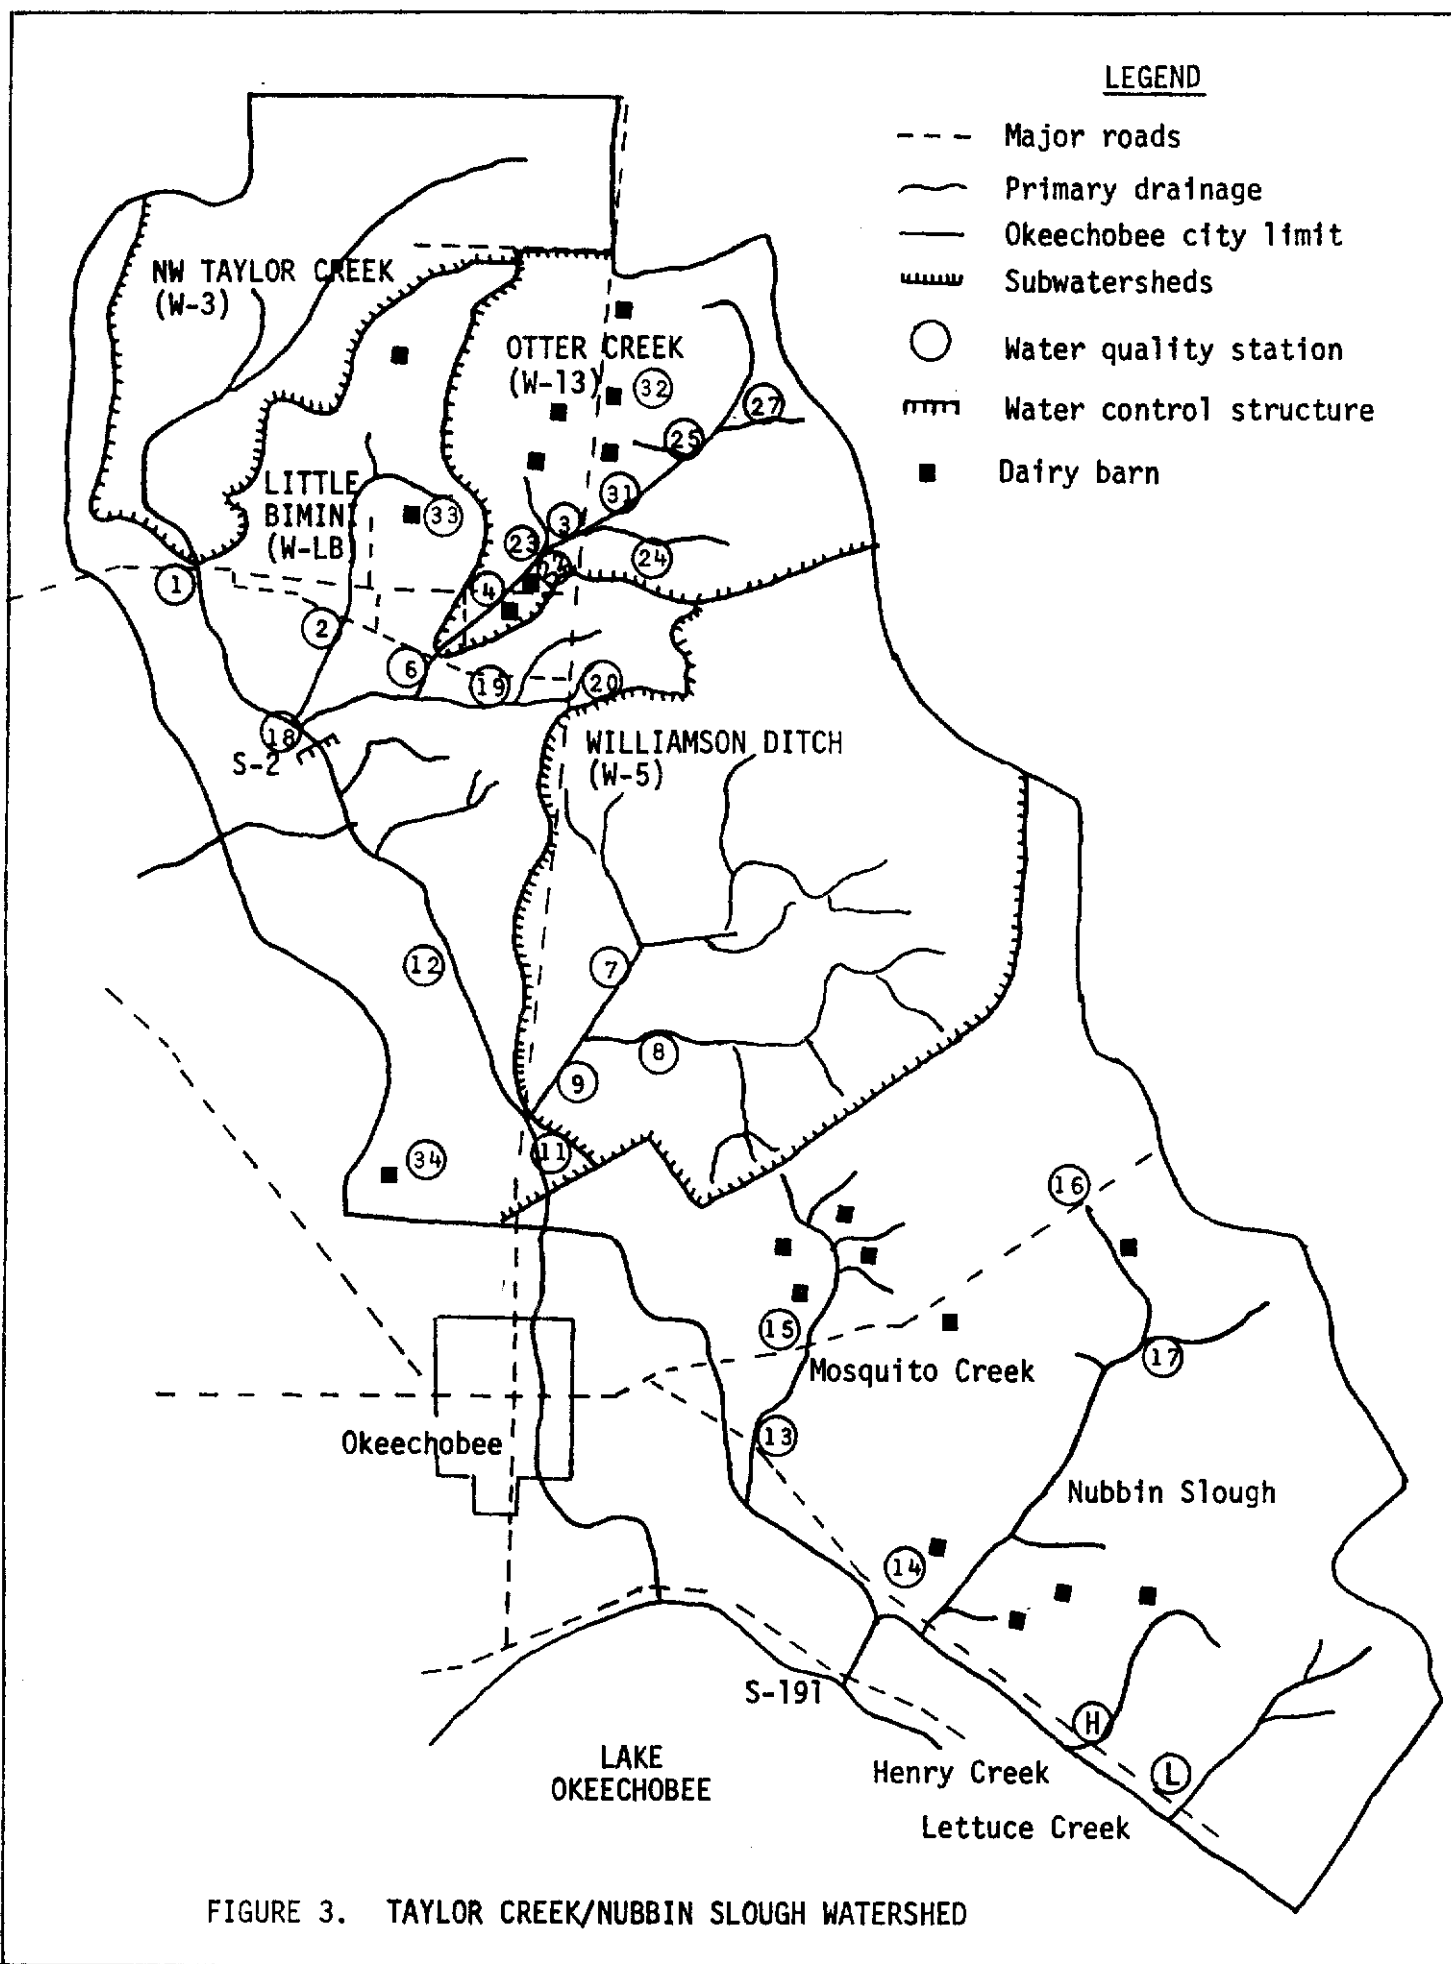 LEGEND
Major roads
Primary drainage
Okeechobee city limit
Subwatersheds
Water quality station
Water control structure
Dairy barn
NW TAYLOR CREEK
(W-3)
OTTER CREEK
(W-13)
32
27
25
LITTLE
BIMINI
(W-LB)
33
31
3
23
24
22
4
1
2
6
19
20
18
S-2
WILLIAMSON DITCH
(W-5)
12
7
8
9
11
34
16
15
Mosquito Creek
17
13
Okeechobee
Nubbin Slough
14
S-191
H
L
LAKE
OKEECHOBEE
Henry Creek
Lettuce Creek
FIGURE 3. TAYLOR CREEK/NUBBIN SLOUGH WATERSHED